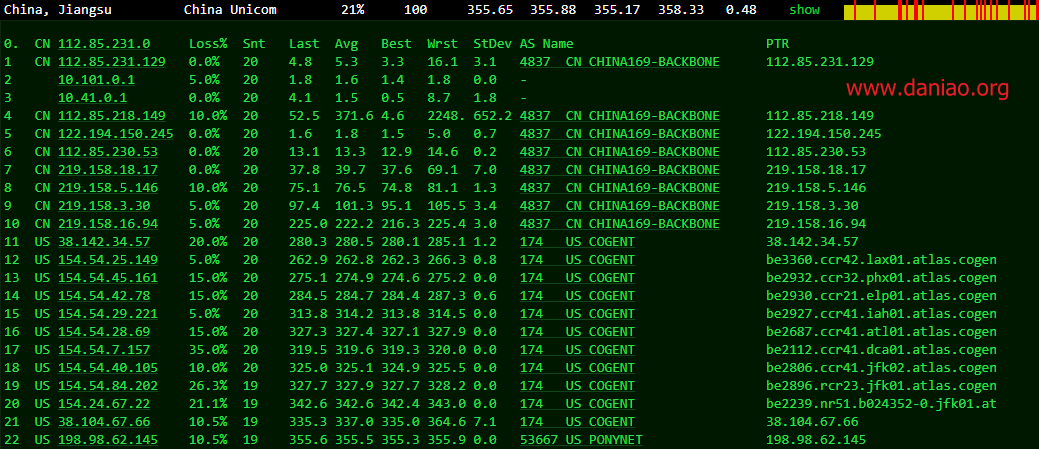 China, Jiangsu China Unicom 21% 100 355.65 355.88 355.17 358.33 0.48 show
0. CN 112.85.231.0 Loss% Snt Last Avg Best Wrst StDev AS Name PTR
1 CN 112.85.231.129 0.0% 20 4.8 5.3 3.3 16.1 3.1 4837 CN CHINA169-BACKBONE 112.85.231.129
2 10.101.0.1 5.0% 20 1.8 1.6 1.4 1.8 0.0 -
www.daniao.org
3 10.41.0.1 0.0% 20 4.1 1.5 0.5 8.7 1.8 -
4 CN 112.85.218.149 10.0% 20 52.5 371.6 4.6 2248. 652.2 4837 CN CHINA169-BACKBONE 112.85.218.149
5 CN 122.194.150.245 0.0% 20 1.6 1.8 1.5 5.0 0.7 4837 CN CHINA169-BACKBONE 122.194.150.245
6 CN 112.85.230.53 0.0% 20 13.1 13.3 12.9 14.6 0.2 4837 CN CHINA169-BACKBONE 112.85.230.53
7 CN 219.158.18.17 0.0% 20 37.8 39.7 37.6 69.1 7.0 4837 CN CHINA169-BACKBONE 219.158.18.17
8 CN 219.158.5.146 10.0% 20 75.1 76.5 74.8 81.1 1.3 4837 CN CHINA169-BACKBONE 219.158.5.146
9 CN 219.158.3.30 5.0% 20 97.4 101.3 95.1 105.5 3.4 4837 CN CHINA169-BACKBONE 219.158.3.30
10 CN 219.158.16.94 5.0% 20 225.0 222.2 216.3 225.4 3.0 4837 CN CHINA169-BACKBONE 219.158.16.94
11 US 38.142.34.57 20.0% 20 280.3 280.5 280.1 285.1 1.2 174 US COGENT 38.142.34.57
12 US 154.54.25.149 5.0% 20 262.9 262.8 262.3 266.3 0.8 174 US COGENT be3360.ccr42.lax01.atlas.cogen
13 US 154.54.45.161 15.0% 20 275.1 274.9 274.6 275.2 0.0 174 US COGENT be2932.ccr32.phx01.atlas.cogen
14 US 154.54.42.78 15.0% 20 284.5 284.7 284.4 287.3 0.6 174 US COGENT be2930.ccr21.elp01.atlas.cogen
15 US 154.54.29.221 5.0% 20 313.8 314.2 313.8 314.5 0.0 174 US COGENT be2927.ccr41.iah01.atlas.cogen
16 US 154.54.28.69 15.0% 20 327.3 327.4 327.1 327.9 0.0 174 US COGENT be2687.ccr41.atl01.atlas.cogen
17 US 154.54.7.157 35.0% 20 319.5 319.6 319.3 320.0 0.0 174 US COGENT be2112.ccr41.dca01.atlas.cogen
18 US 154.54.40.105 10.0% 20 325.0 325.1 324.9 325.5 0.0 174 US COGENT be2806.ccr41.jfk02.atlas.cogen
19 US 154.54.84.202 26.3% 19 327.7 327.9 327.7 328.2 0.0 174 US COGENT be2896.rcr23.jfk01.atlas.cogen
20 US 154.24.67.22 21.1% 19 342.6 342.6 342.4 343.0 0.0 174 US COGENT be2239.nr51.b024352-0.jfk01.at
21 US 38.104.67.66 10.5% 19 335.3 337.0 335.0 364.6 7.1 174 US COGENT 38.104.67.66
22 US 198.98.62.145 10.5% 19 355.6 355.5 355.3 355.9 0.0 53667 US PONYNET 198.98.62.145